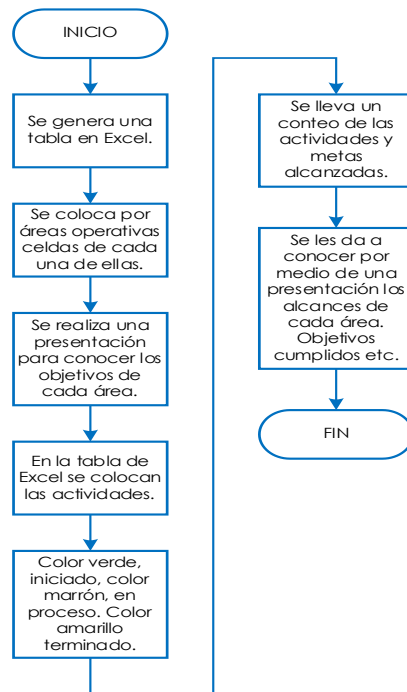 INICIO
Se genera una
tabla en Excel.
Se coloca por
áreas operativas
celdas de cada
una de ellas.
Se realiza una
presentación
para conocer los
objetivos de
cada área.
En la tabla de
Excel se colocan
las actividades.
Color verde,
iniciado, color
marrón, en
proceso. Color
amarillo
terminado.
Se lleva un
conteo de las
actividades y
metas
alcanzadas.
Se les da a
conocer por
medio de una
presentación los
alcances de
cada área.
Objetivos
cumplidos etc.
FIN